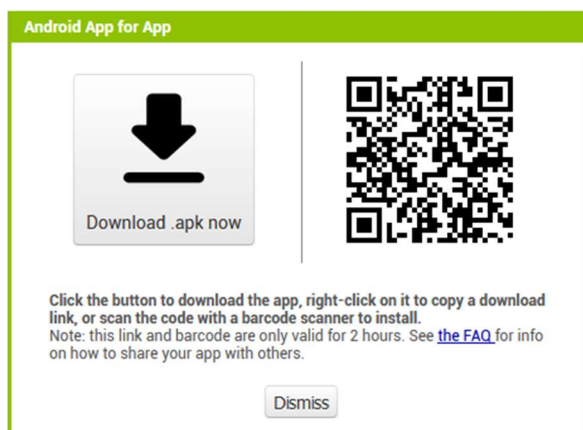 Android App for App
Download .apk now
Click the button to download the app, right-click on it to copy a download
link, or scan the code with a barcode scanner to install.
Note: this link and barcode are only valid for 2 hours. See the FAQ for info
on how to share your app with others.
Dismiss